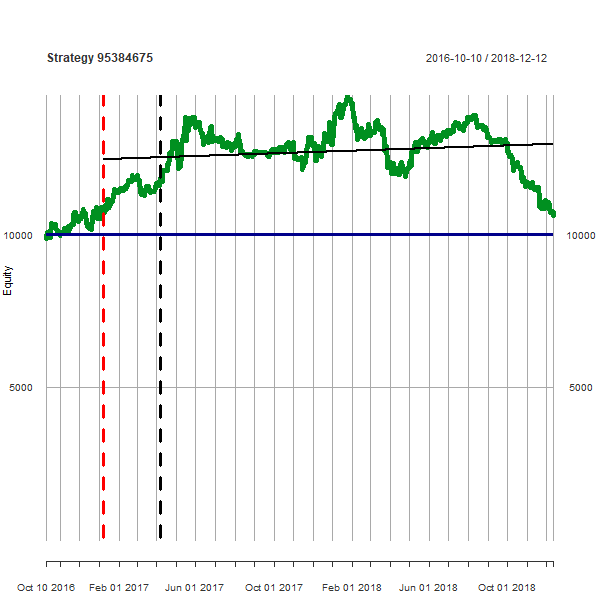 Strategy 95384675
2016-10-10 / 2018-12-12
10000
10000
Equity
5000
5000
Oct 10 2016
Feb 01 2017
Jun 01 2017
Oct 01 2017
Feb 01 2018
Jun 01 2018
Oct 01 2018